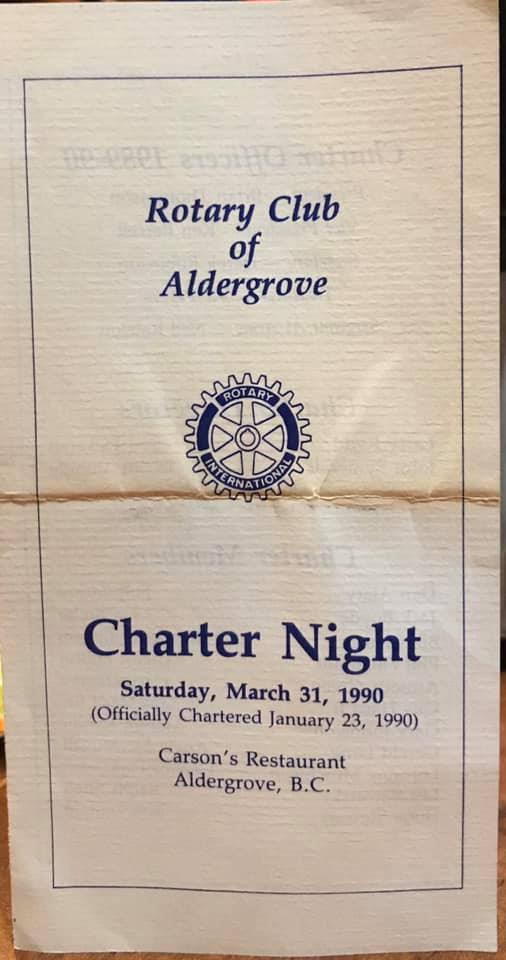 Rotary Club
of
Aldergrove
ROTARY
INTERNATIONAL
Charter Night
Saturday, March 31, 1990
(Officially Chartered January 23, 1990)
Carson's Restaurant
Aldergrove, B.C.